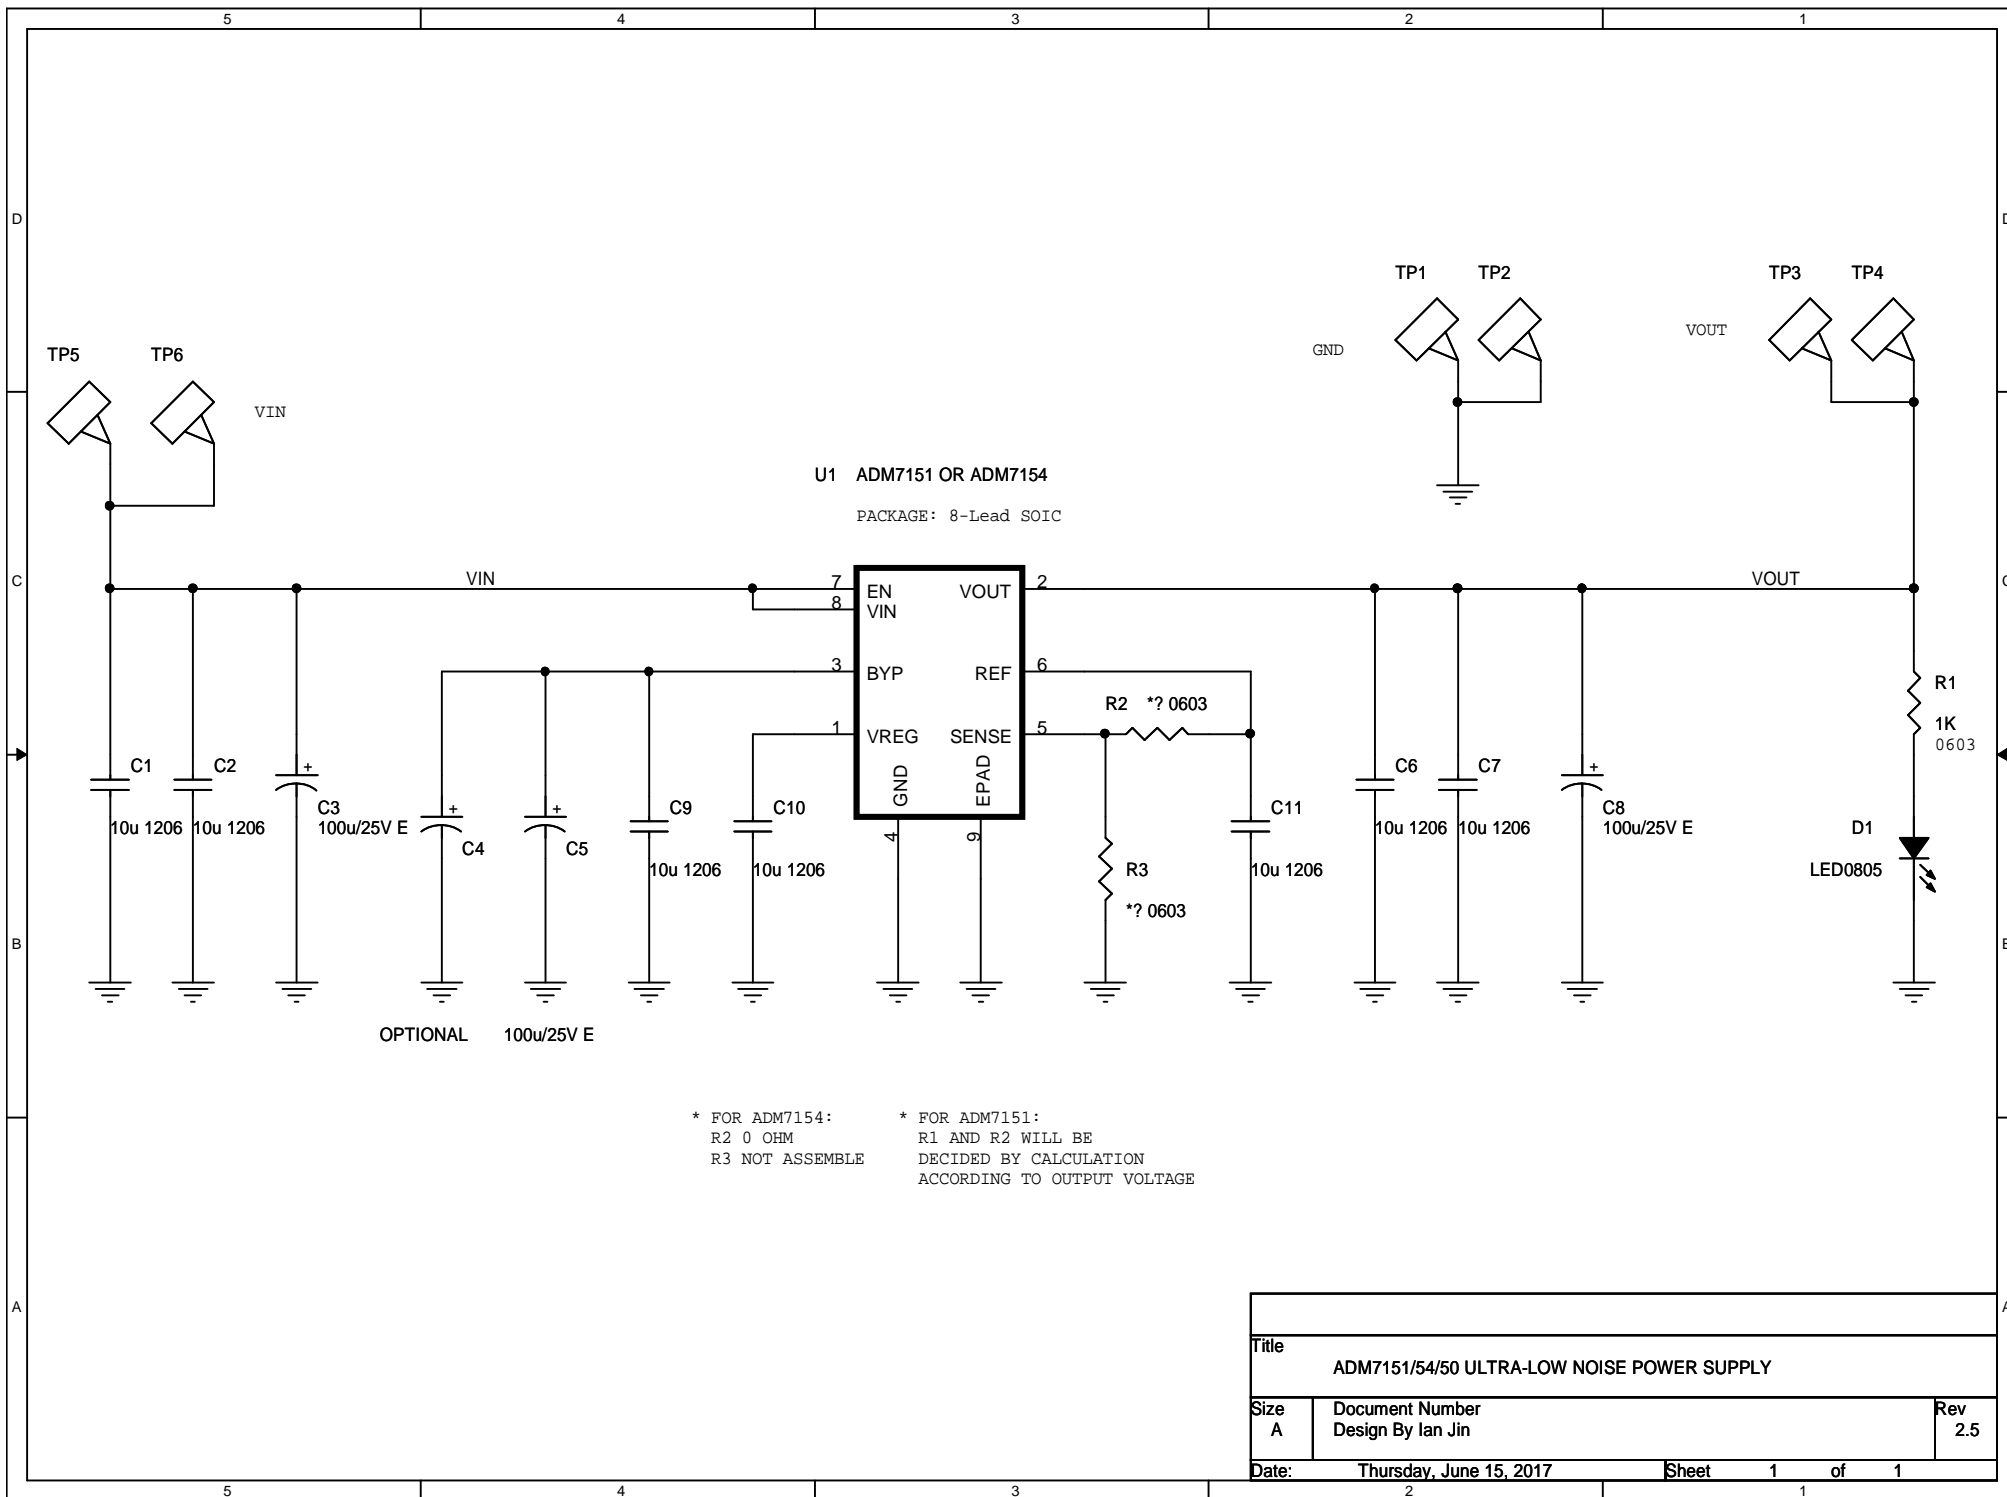 5 4 3 2 1
D D
TP1 TP2 TP3 TP4
VOUT
GND
TP5 TP6
VIN
U1 ADM7151 OR ADM7154
PACKAGE: 8-Lead SOIC
C
VIN 7 EN VOUT 2 VOUT
8 VIN
3 BYP REF 6
R2 *? 0603
1 VREG SENSE 5
GND EPAD
4 9
R1
1K
0603
C1 C2
10u 1206 10u 1206
C3
100u/25V E
C4 C5
C9
10u 1206
C10
10u 1206
R3
*? 0603
C11
10u 1206
C6 C7
10u 1206 10u 1206
C8
100u/25V E
D1
LED0805
B
OPTIONAL 100u/25V E
* FOR ADM7154:
R2 0 OHM
R3 NOT ASSEMBLE
* FOR ADM7151:
R1 AND R2 WILL BE
DECIDED BY CALCULATION
ACCORDING TO OUTPUT VOLTAGE
A
Title
ADM7151/54/50 ULTRA-LOW NOISE POWER SUPPLY
Size Document Number Rev
A Design By Ian Jin 2.5
Date: Thursday, June 15, 2017 Sheet 1 of 1
5 4 3 2 1